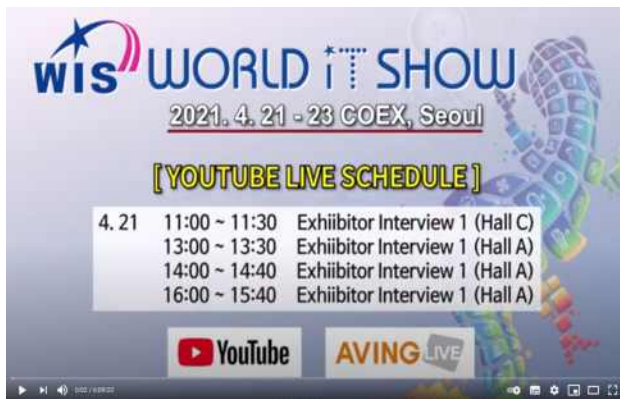 WIS WORLD iT SHOW
2021. 4. 21 - 23 COEX, Seoul
[ YOUTUBE LIVE SCHEDULE ]
4. 21 11:00 ~ 11:30 Exhiibitor Interview 1 (Hall C)
13:00 ~ 13:30 Exhiibitor Interview 1 (Hall A)
14:00 ~ 14:40 Exhiibitor Interview 1 (Hall A)
16:00 ~ 15:40 Exhiibitor Interview 1 (Hall A)
YouTube AVING LIVE